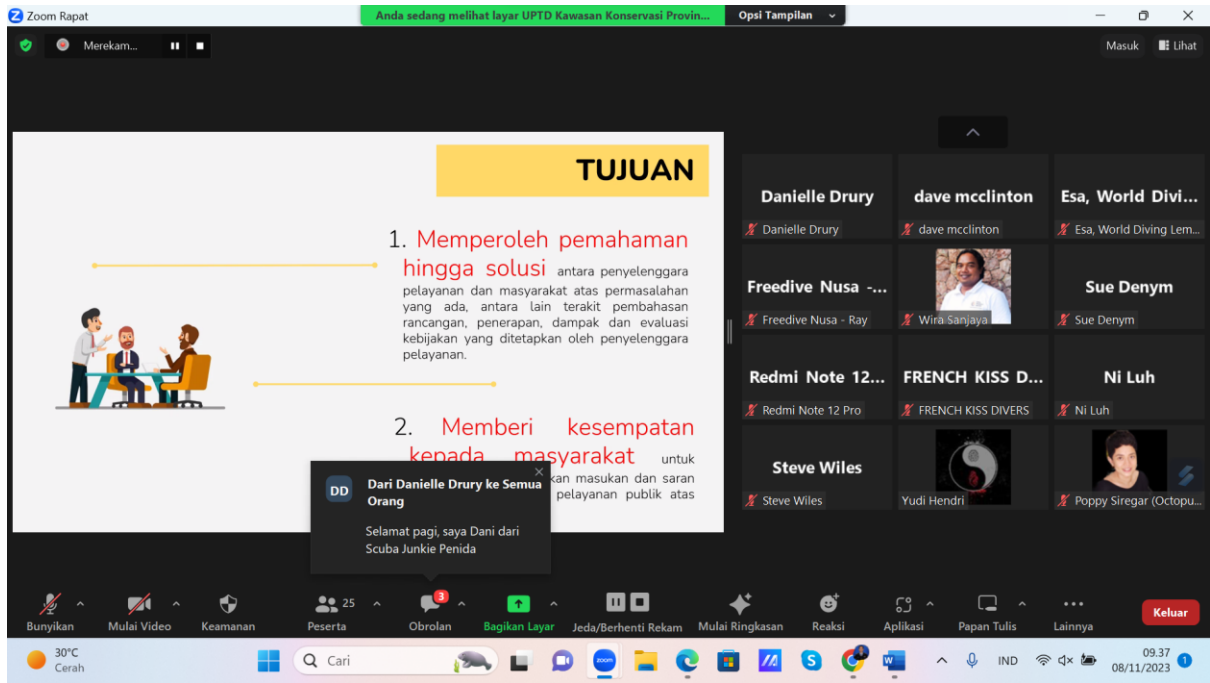 Zoom Rapat
Anda sedang melihat layar UPTD Kawasan Konservasi Provin...
Opsi Tampilan
Merekam...
Masuk
Lihat
TUJUAN
1. Memperoleh pemahaman
hingga solusi antara penyelenggara
pelayanan dan masyarakat atas permasalahan
yang ada, antara lain terakit pembahasan
rancangan, penerapan, dampak dan evaluasi
kebijakan yang ditetapkan oleh penyelenggara
pelayanan.
2. Memberi kesempatan
kepada masyarakat untuk
kan masukan dan saran
pelayanan publik atas
DD
Dari Danielle Drury ke Semua
Orang
Selamat pagi, saya Dani dari
Scuba Junkie Penida
Danielle Drury
Danielle Drury
dave mcclinton
dave mcclinton
Esa, World Divi...
Esa, World Diving Lem...
Freedive Nusa -...
Freedive Nusa - Ray
Wira Sanjaya
Sue Denym
Sue Denym
Redmi Note 12...
Redmi Note 12 Pro
FRENCH KISS D...
FRENCH KISS DIVERS
Ni Luh
Ni Luh
Steve Wiles
Steve Wiles
Yudi Hendri
Poppy Siregar (Octopu...
Bunyikan
Mulai Video
Keamanan
25
Peserta
3
Obrolan
Bagikan Layar
Jeda/Berhenti Rekam
Mulai Ringkasan
Reaksi
Aplikasi
Papan Tulis
Lainnya
Keluar
30°C
Cerah
Cari
zoom
IND
09.37
08/11/2023
1